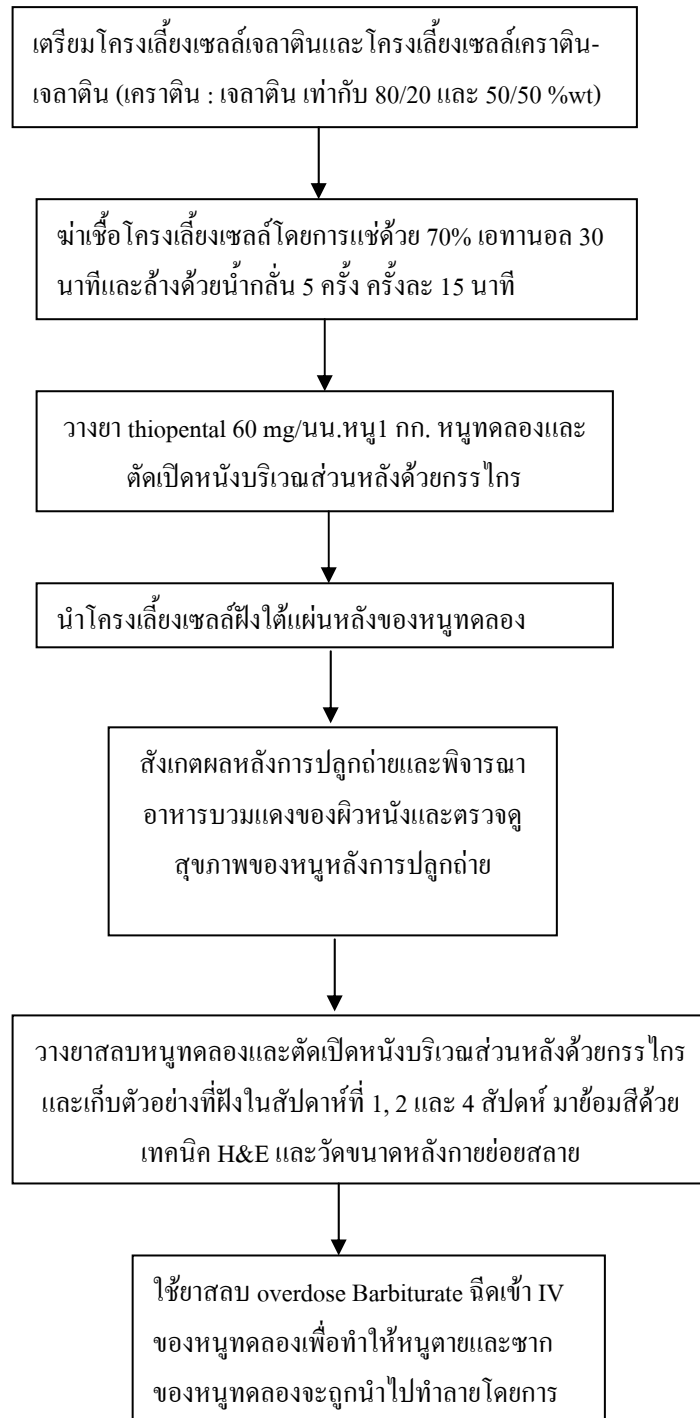 เตรียมโครงเลี้ยงเซลล์เจลาตินและโครงเลี้ยงเซลล์เคราติน-
เจลาติน (เคราติน : เจลาติน เท่ากับ 80/20 และ 50/50 %wt)
ฆ่าเชื้อโครงเลี้ยงเซลล์โดยการแช่ด้วย 70% เอทานอล 30
นาทีและล้างด้วยน้ำกลั่น 5 ครั้ง ครั้งละ 15 นาที
วางยา thiopental 60 mg/นน.หนู1 กก. หนูทดลองและ
ตัดเปิดหนังบริเวณส่วนหลังด้วยกรรไกร
นำโครงเลี้ยงเซลล์ฝังใต้แผ่นหลังของหนูทดลอง
สังเกตผลหลังการปลูกถ่ายและพิจารณา
อาหารบวมแดงของผิวหนังและตรวจดู
สุขภาพของหนูหลังการปลูกถ่าย
วางยาสลบหนูทดลองและตัดเปิดหนังบริเวณส่วนหลังด้วยกรรไกร
และเก็บตัวอย่างที่ฝังในสัปดาห์ที่ 1, 2 และ 4 สัปดห์ มาย้อมสีด้วย
เทคนิค H&E และวัดขนาดหลังกายย่อยสลาย
ใช้ยาสลบ overdose Barbiturate ฉีดเข้า IV
ของหนูทดลองเพื่อทำให้หนูตายและซาก
ของหนูทดลองจะถูกนำไปทำลายโดยการ